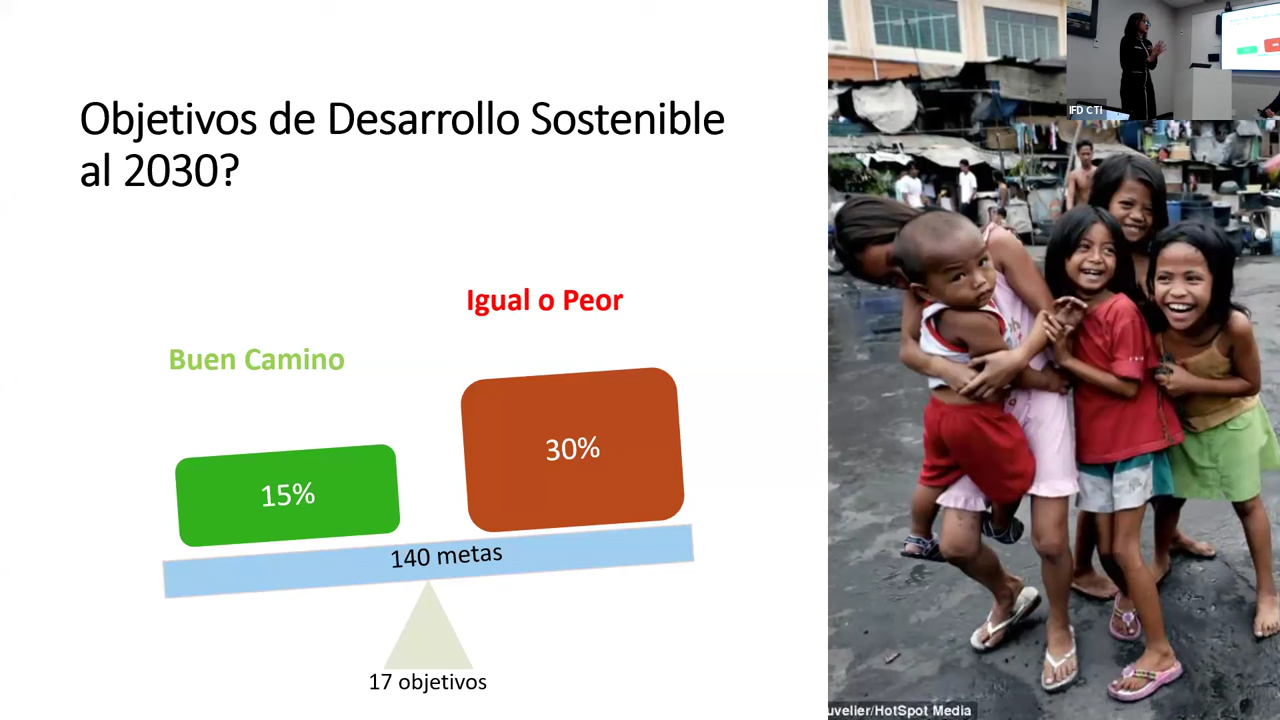 Objetivos de Desarrollo Sostenible
al 2030?
Igual o Peor
Buen Camino
30%
15%
140 metas
17 objetivos
IFD CTI
uvelier/HotSpot Media